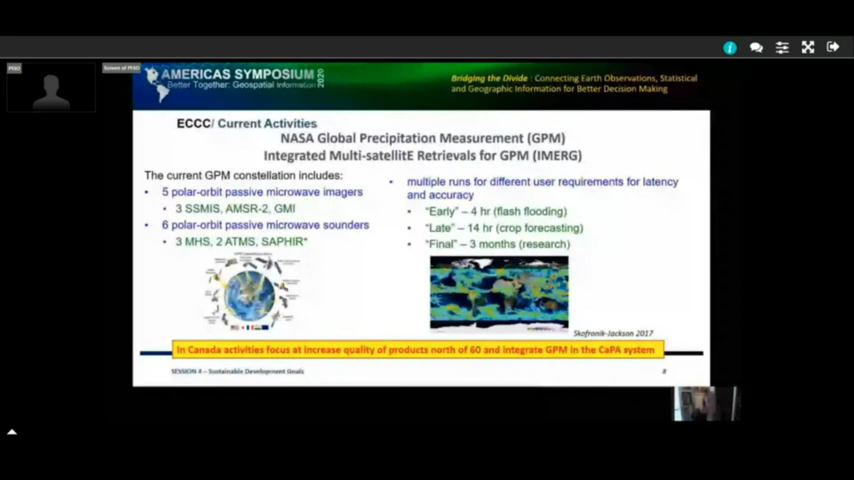 PFSO
Screen of PFSO
AMERICAS SYMPOSIUM 2020
Better Together: Geospatial Information
Bridging the Divide : Connecting Earth Observations, Statistical
and Geographic Information for Better Decision Making
ECCC/ Current Activities
NASA Global Precipitation Measurement (GPM)
Integrated Multi-satellitE Retrievals for GPM (IMERG)
The current GPM constellation includes:
• 5 polar-orbit passive microwave imagers
• 3 SSMIS, AMSR-2, GMI
• 6 polar-orbit passive microwave sounders
• 3 MHS, 2 ATMS, SAPHIR*
• multiple runs for different user requirements for latency
and accuracy
• “Early” – 4 hr (flash flooding)
• “Late” – 14 hr (crop forecasting)
• “Final” – 3 months (research)
Skofronik-Jackson 2017
In Canada activities focus at increase quality of products north of 60 and integrate GPM in the CaPA system
SESSION 4 – Sustainable Development Goals
8